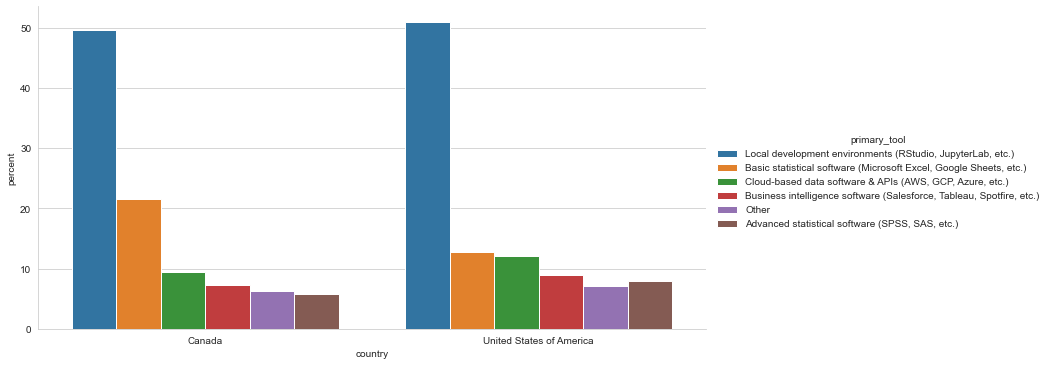 50
40
30
20
10
0
percent
Canada
United States of America
country
primary_tool
Local development environments (RStudio, JupyterLab, etc.)
Basic statistical software (Microsoft Excel, Google Sheets, etc.)
Cloud-based data software & APIs (AWS, GCP, Azure, etc.)
Business intelligence software (Salesforce, Tableau, Spotfire, etc.)
Other
Advanced statistical software (SPSS, SAS, etc.)